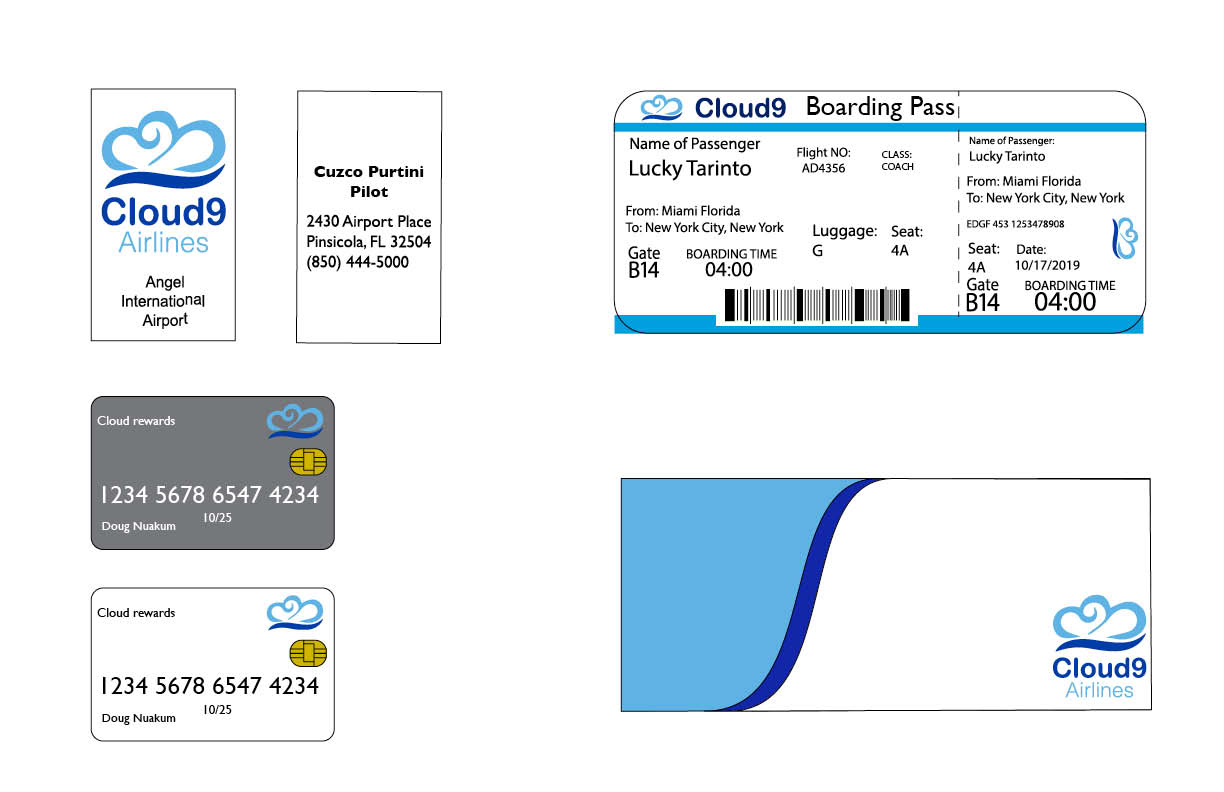 Cloud9
Airlines
Angel
International
Airport
Cuzco Purtini
Pilot
2430 Airport Place
Pinsicola, FL 32504
(850) 444-5000
Cloud9 Boarding Pass
Name of Passenger
Lucky Tarinto
Flight NO:
AD4356
CLASS:
COACH
From: Miami Florida
To: New York City, New York
Luggage:
G
Seat:
4A
Gate
B14
BOARDING TIME
04:00
Name of Passenger:
Lucky Tarinto
From: Miami Florida
To: New York City, New York
EDGF 453 1253478908
Seat:
4A
Date:
10/17/2019
Gate
B14
BOARDING TIME
04:00
Cloud rewards
1234 5678 6547 4234
10/25
Doug Nuakum
Cloud rewards
1234 5678 6547 4234
10/25
Doug Nuakum
Cloud9
Airlines